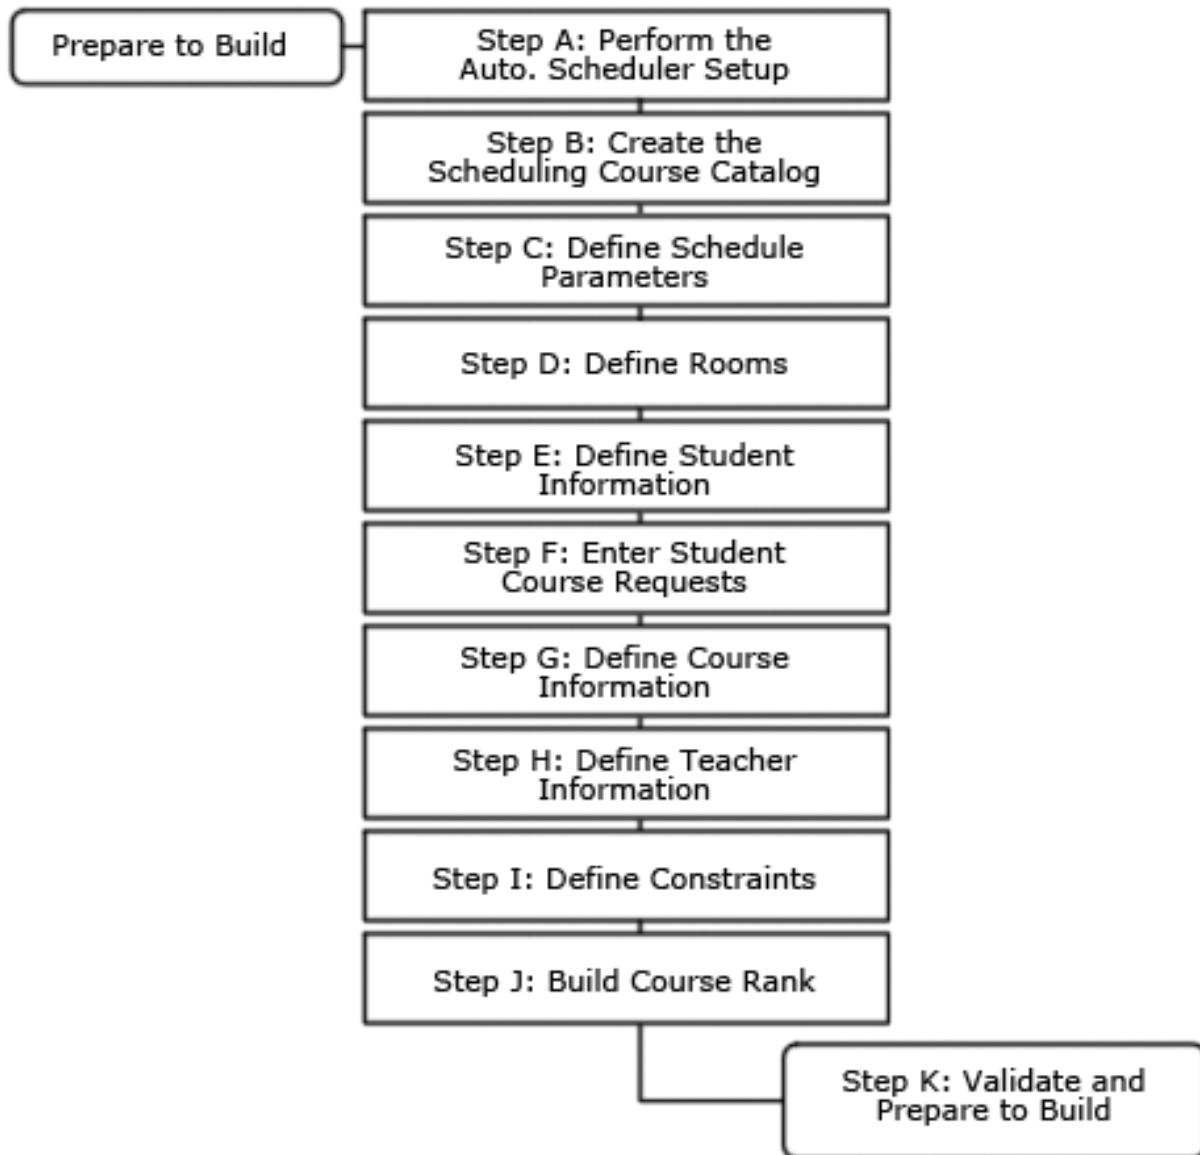 Prepare to Build
Step A: Perform the
Auto. Scheduler Setup
Step B: Create the
Scheduling Course Catalog
Step C: Define Schedule
Parameters
Step D: Define Rooms
Step E: Define Student
Information
Step F: Enter Student
Course Requests
Step G: Define Course
Information
Step H: Define Teacher
Information
Step I: Define Constraints
Step J: Build Course Rank
Step K: Validate and
Prepare to Build